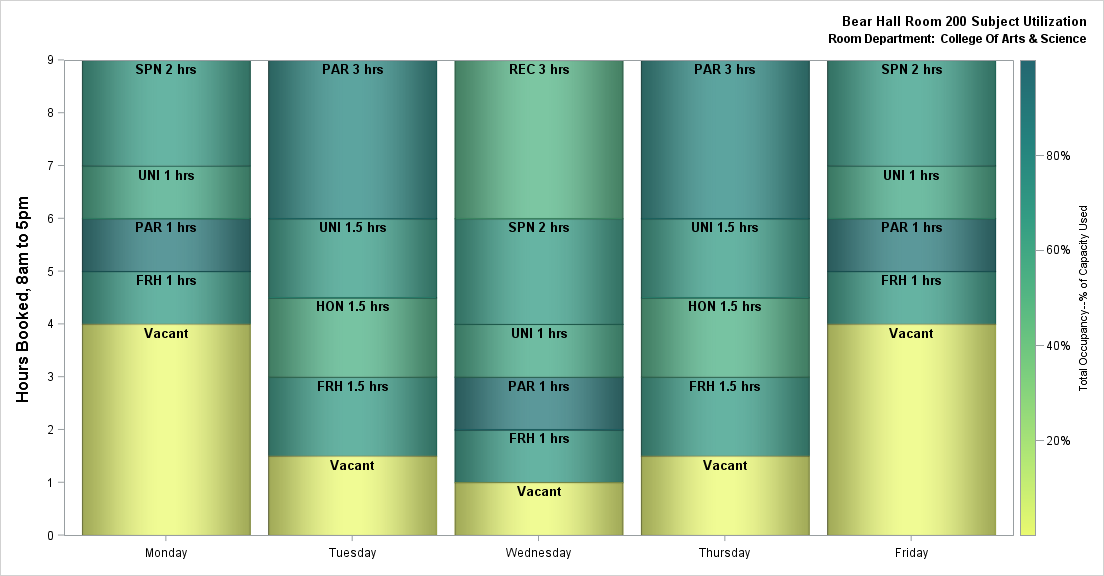 Bear Hall Room 200 Subject Utilization
Room Department: College Of Arts & Science
Hours Booked, 8am to 5pm
9
8
7
6
5
4
3
2
1
0
SPN 2 hrs
UNI 1 hrs
PAR 1 hrs
FRH 1 hrs
Vacant
PAR 3 hrs
UNI 1.5 hrs
HON 1.5 hrs
FRH 1.5 hrs
Vacant
REC 3 hrs
SPN 2 hrs
UNI 1 hrs
PAR 1 hrs
FRH 1 hrs
Vacant
PAR 3 hrs
UNI 1.5 hrs
HON 1.5 hrs
FRH 1.5 hrs
Vacant
SPN 2 hrs
UNI 1 hrs
PAR 1 hrs
FRH 1 hrs
Vacant
Monday
Tuesday
Wednesday
Thursday
Friday
80%
60%
40%
20%
Total Occupancy--% of Capacity Used